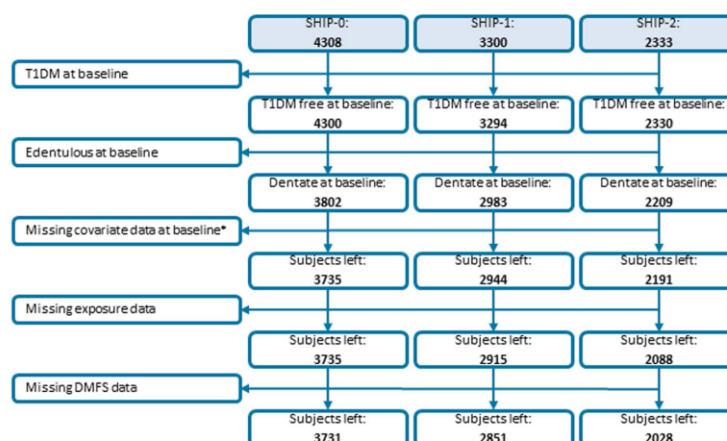 SHIP-0:
4308
SHIP-1:
3300
SHIP-2:
2333
T1DM at baseline
T1DM free at baseline:
4300
T1DM free at baseline:
3294
T1DM free at baseline:
2330
Edentulous at baseline
Dentate at baseline:
3802
Dentate at baseline:
2983
Dentate at baseline:
2209
Missing covariate data at baseline*
Subjects left:
3735
Subjects left:
2944
Subjects left:
2191
Missing exposure data
Subjects left:
3735
Subjects left:
2915
Subjects left:
2088
Missing DMFS data
Subjects left:
3731
Subjects left:
2851
Subjects left:
2028